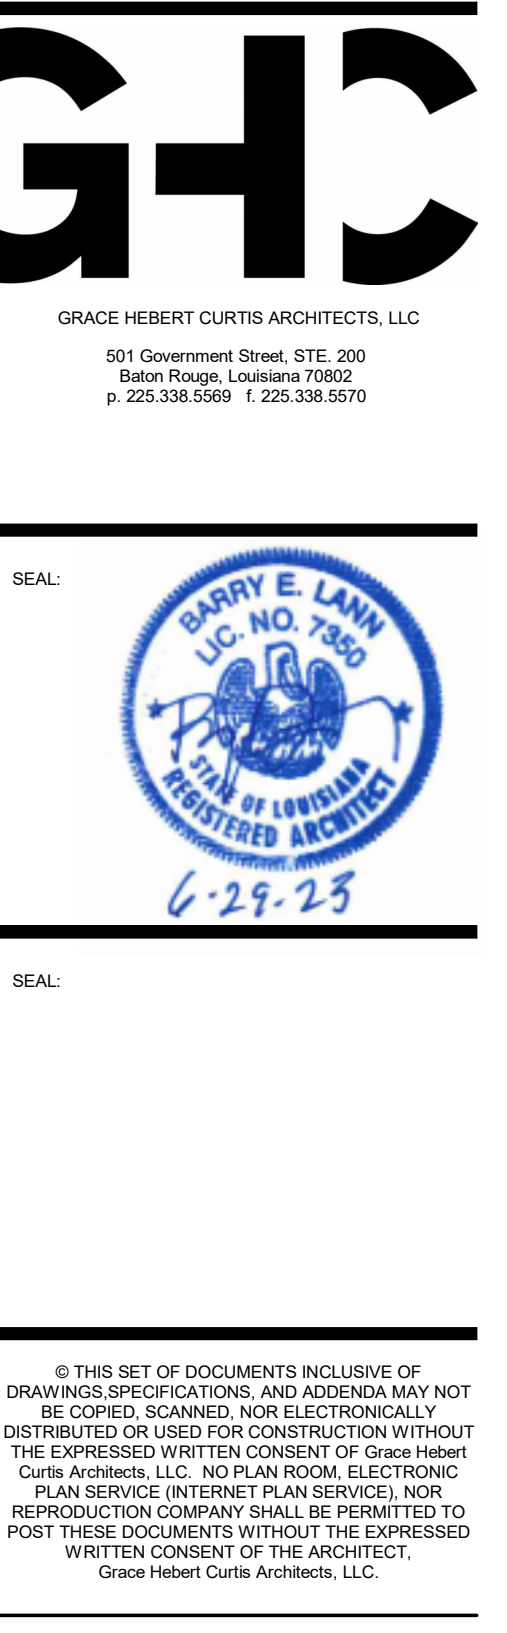 GHC
GRACE HEBERT CURTIS ARCHITECTS, LLC
501 Government Street, STE. 200
Baton Rouge, Louisiana 70802
p. 225.338.5569 f. 225.338.5570
SEAL:
BARRY E. LANN
LIC. NO. 7350
STATE OF LOUISIANA
REGISTERED ARCHITECT
6-29-23
SEAL:
© THIS SET OF DOCUMENTS INCLUSIVE OF
DRAWINGS,SPECIFICATIONS, AND ADDENDA MAY NOT
BE COPIED, SCANNED, NOR ELECTRONICALLY
DISTRIBUTED OR USED FOR CONSTRUCTION WITHOUT
THE EXPRESSED WRITTEN CONSENT OF Grace Hebert
Curtis Architects, LLC. NO PLAN ROOM, ELECTRONIC
PLAN SERVICE (INTERNET PLAN SERVICE), NOR
REPRODUCTION COMPANY SHALL BE PERMITTED TO
POST THESE DOCUMENTS WITHOUT THE EXPRESSED
WRITTEN CONSENT OF THE ARCHITECT,
Grace Hebert Curtis Architects, LLC.